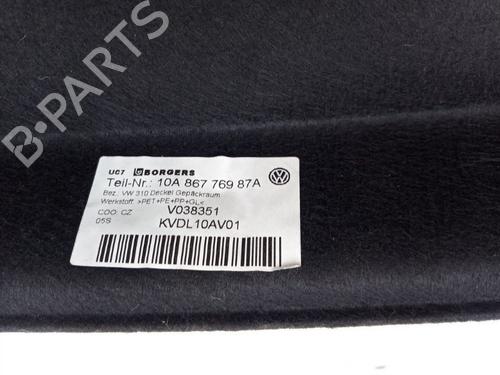 B-PARTS
UC7 BORGERS
Teil-Nr.: 10A 867 769 87A
Bez.: VW 310 Deckel Gepäckraum
Werkstoff: >PET+PE+PP+GL<
COO: CZ V038351
05S KVDL10AV01